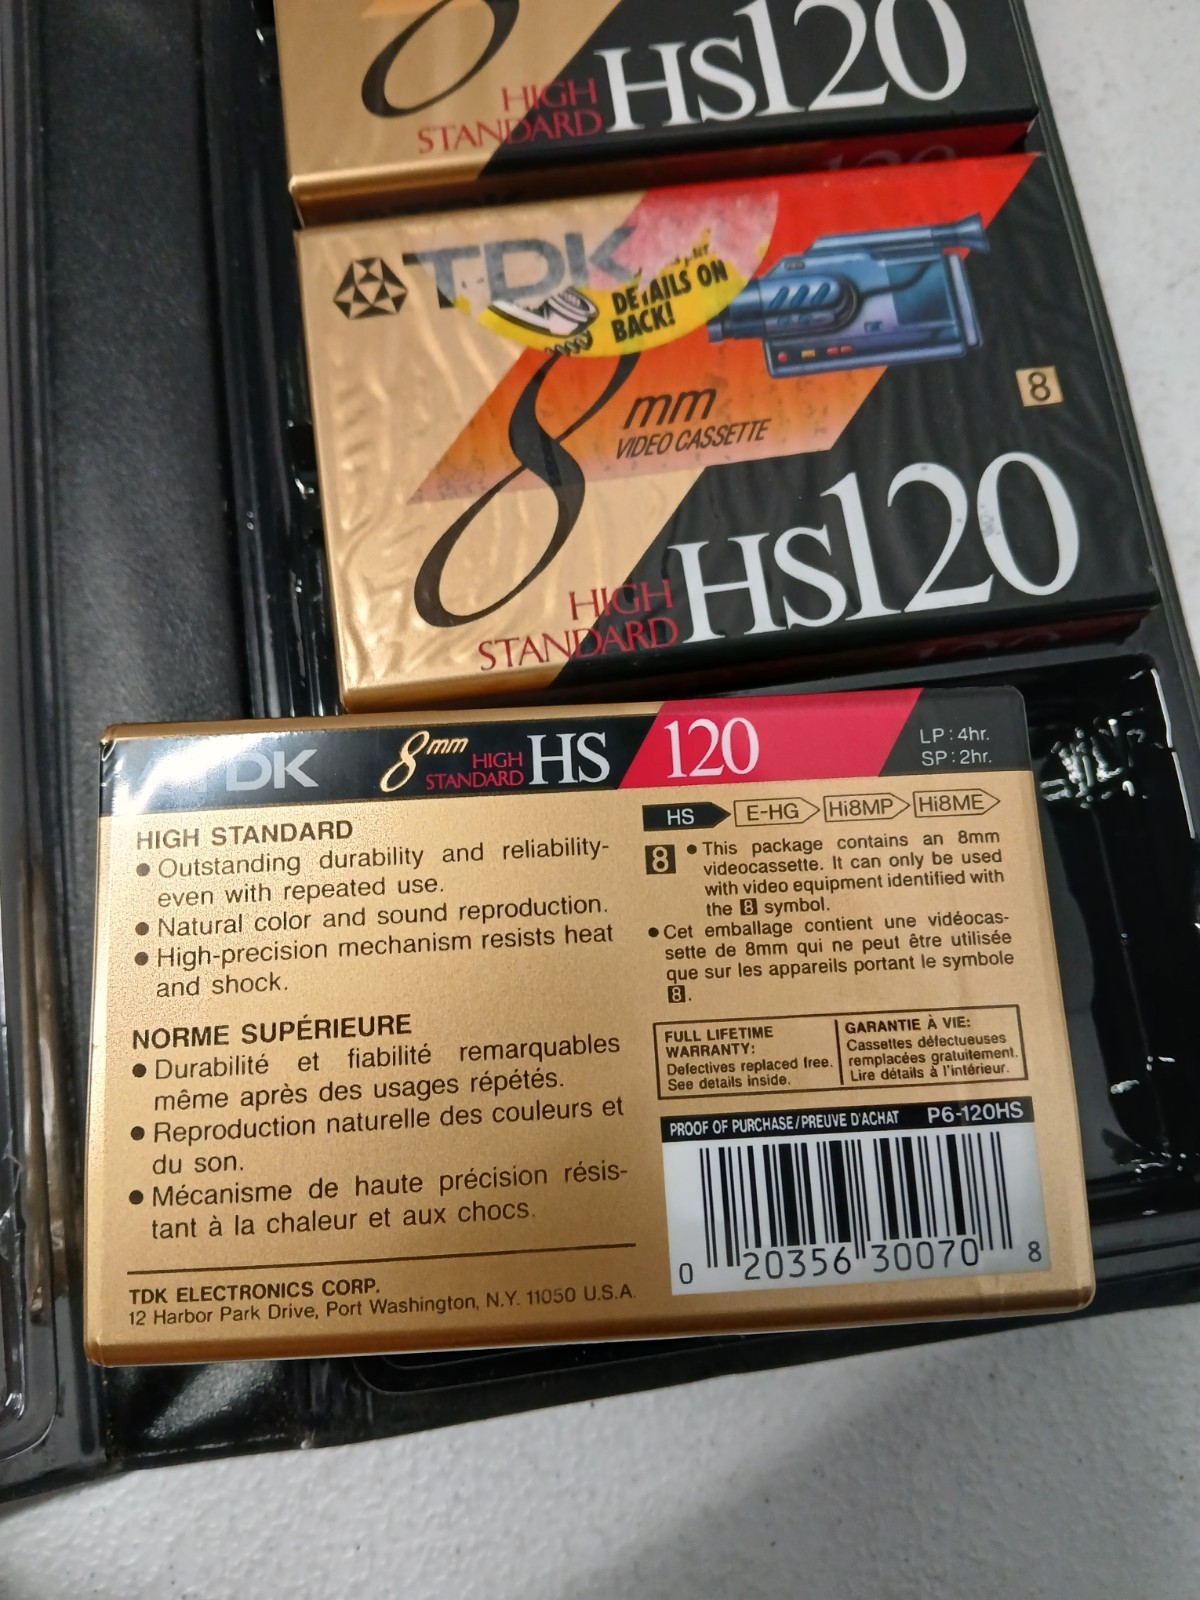 8
HIGH
STANDARD
HS120
120
TDK
DETAILS ON
BACK!
8 mm
VIDEO CASSETTE
8
HIGH
STANDARD
HS120
TDK
8mm
HIGH
STANDARD
HS
120
LP : 4hr.
SP : 2hr.
HIGH STANDARD
● Outstanding durability and reliability-
even with repeated use.
● Natural color and sound reproduction.
● High-precision mechanism resists heat
and shock.
NORME SUPÉRIEURE
● Durabilité et fiabilité remarquables
même après des usages répétés.
● Reproduction naturelle des couleurs et
du son.
● Mécanisme de haute précision résis-
tant à la chaleur et aux chocs.
TDK ELECTRONICS CORP.
12 Harbor Park Drive, Port Washington, N.Y. 11050 U.S.A.
HS E-HG Hi8MP Hi8ME
8 ● This package contains an 8mm
videocassette. It can only be used
with video equipment identified with
the 8 symbol.
● Cet emballage contient une vidéocas-
sette de 8mm qui ne peut être utilisée
que sur les appareils portant le symbole
8.
FULL LIFETIME
WARRANTY:
Defectives replaced free.
See details inside.
GARANTIE À VIE:
Cassettes défectueuses
remplacées gratuitement.
Lire détails à l'intérieur.
PROOF OF PURCHASE/PREUVE D'ACHAT P6-120HS
0 20356 30070 8